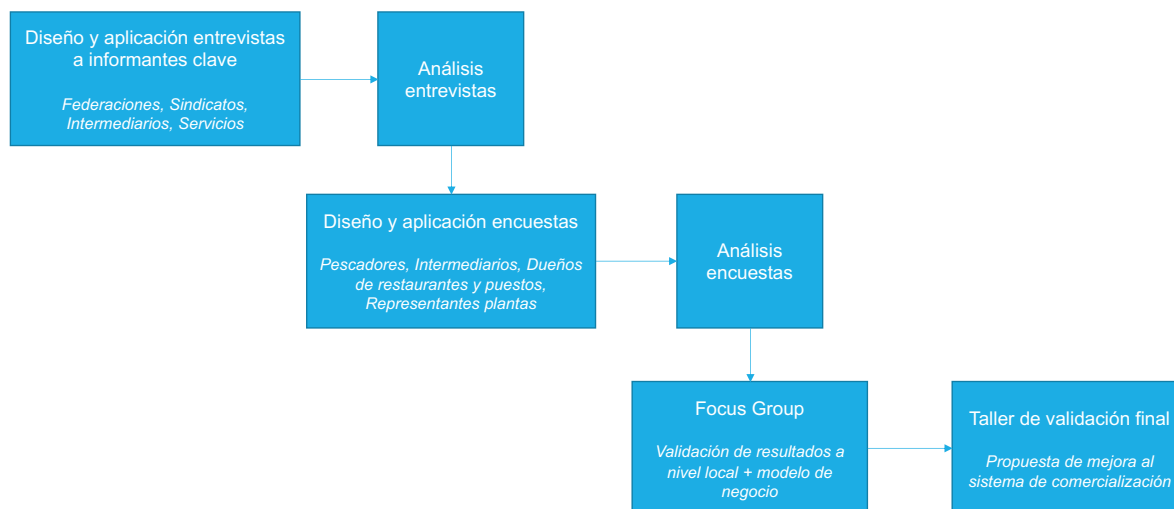 Diseño y aplicación entrevistas
a informantes clave
Federaciones, Sindicatos,
Intermediarios, Servicios
Análisis
entrevistas
Diseño y aplicación encuestas
Pescadores, Intermediarios, Dueños
de restaurantes y puestos,
Representantes plantas
Análisis
encuestas
Focus Group
Validación de resultados a
nivel local + modelo de
negocio
Taller de validación final
Propuesta de mejora al
sistema de comercialización